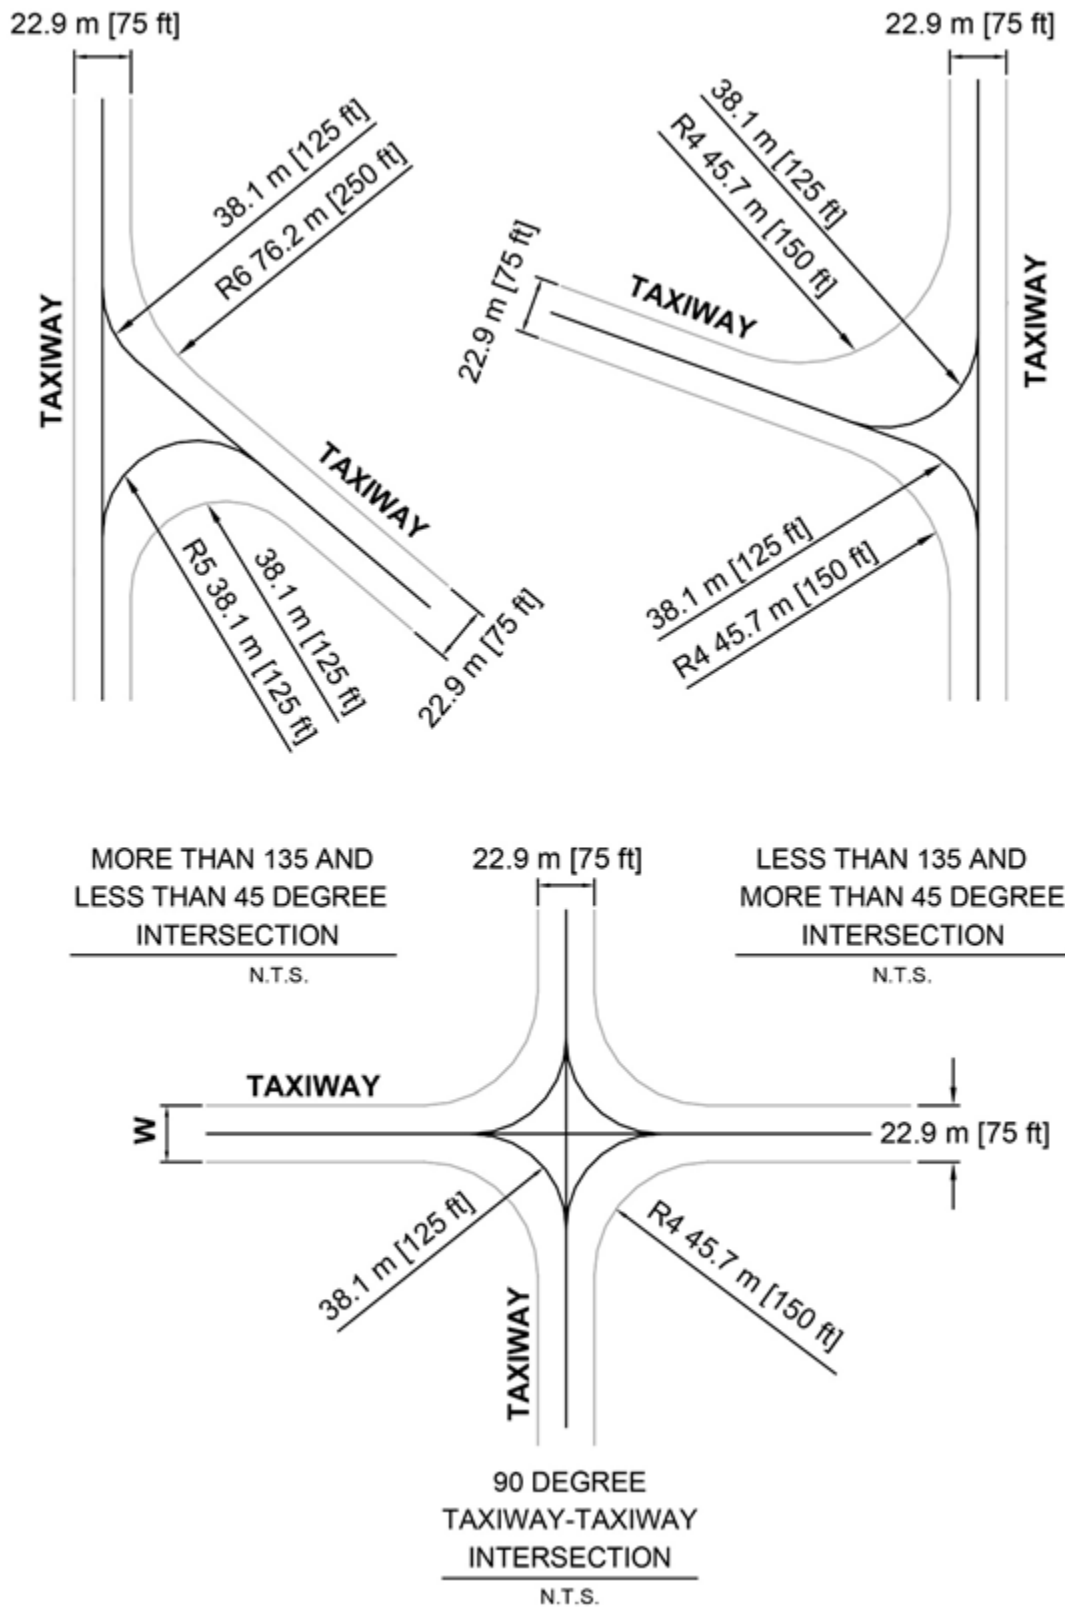 22.9 m [75 ft]
38.1 m [125 ft]
R6 76.2 m [250 ft]
TAXIWAY
TAXIWAY
R5 38.1 m [125 ft]
38.1 m [125 ft]
22.9 m [75 ft]
MORE THAN 135 AND
LESS THAN 45 DEGREE
INTERSECTION
N.T.S.
22.9 m [75 ft]
38.1 m [125 ft]
R4 45.7 m [150 ft]
22.9 m [75 ft]
TAXIWAY
TAXIWAY
38.1 m [125 ft]
R4 45.7 m [150 ft]
LESS THAN 135 AND
MORE THAN 45 DEGREE
INTERSECTION
N.T.S.
22.9 m [75 ft]
TAXIWAY
W
22.9 m [75 ft]
38.1 m [125 ft]
R4 45.7 m [150 ft]
TAXIWAY
90 DEGREE
TAXIWAY-TAXIWAY
INTERSECTION
N.T.S.